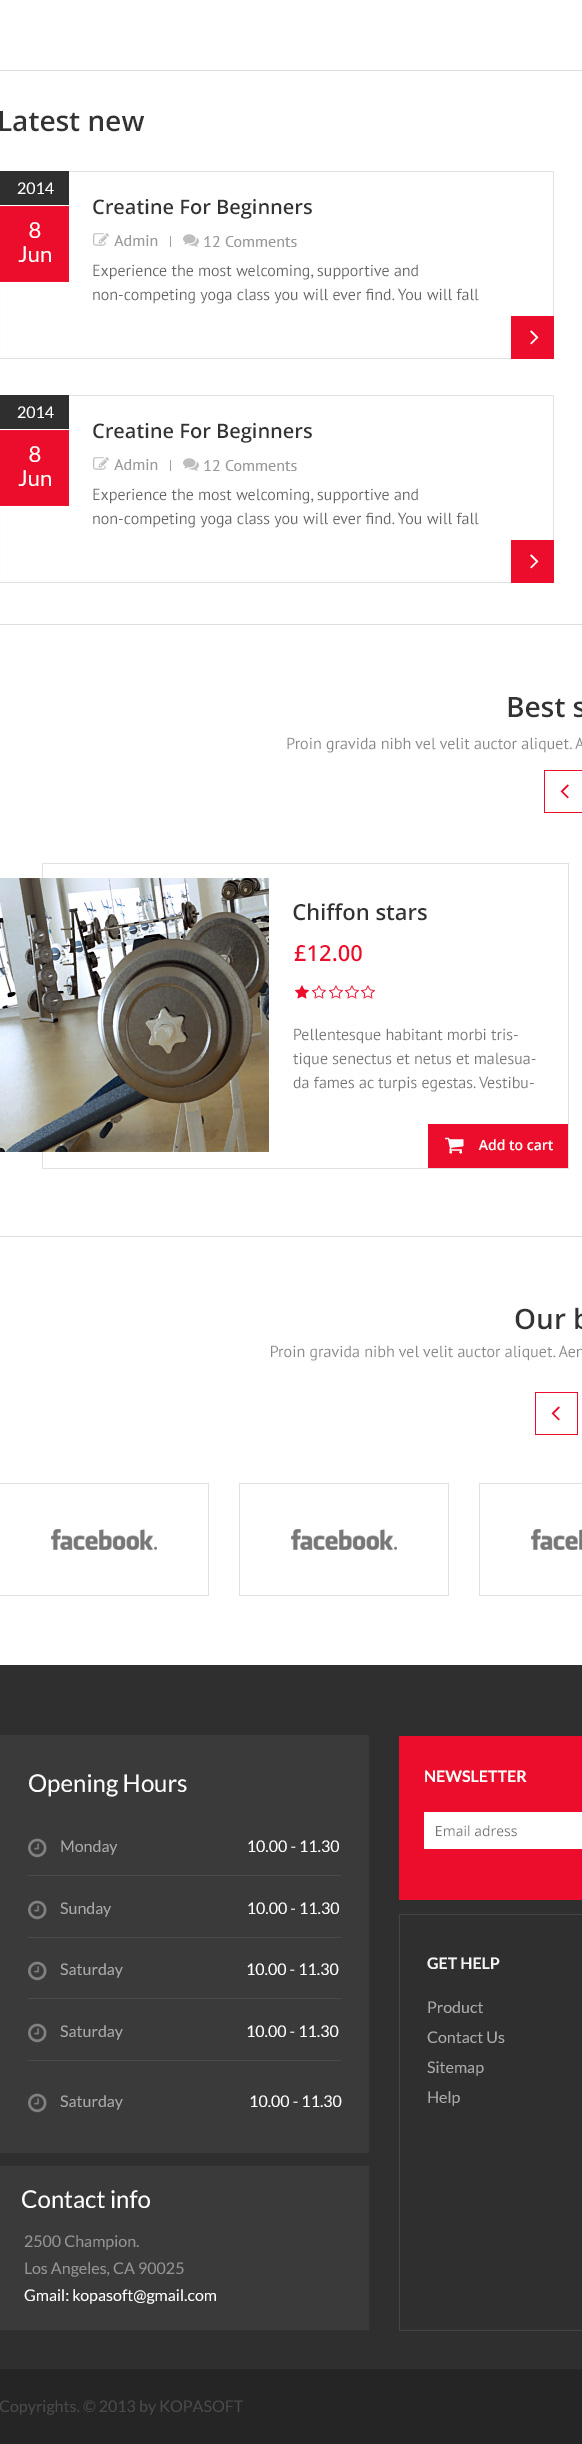 Latest new
2014
8
Jun
Creatine For Beginners
Admin | 12 Comments
Experience the most welcoming, supportive and
non-competing yoga class you will ever find. You will fall
2014
8
Jun
Creatine For Beginners
Admin | 12 Comments
Experience the most welcoming, supportive and
non-competing yoga class you will ever find. You will fall
Best
Proin gravida nibh vel velit auctor aliquet.
Chiffon stars
£12.00
Pellentesque habitant morbi tris-
tique senectus et netus et malesua-
da fames ac turpis egestas. Vestibu-
Add to cart
Our
Proin gravida nibh vel velit auctor aliquet.
facebook.
facebook.
Opening Hours
Monday 10.00 - 11.30
Sunday 10.00 - 11.30
Saturday 10.00 - 11.30
Saturday 10.00 - 11.30
Saturday 10.00 - 11.30
Contact info
2500 Champion.
Los Angeles, CA 90025
Gmail: kopasoft@gmail.com
NEWSLETTER
Email adress
GET HELP
Product
Contact Us
Sitemap
Help
Copyrights. © 2013 by KOPASOFT